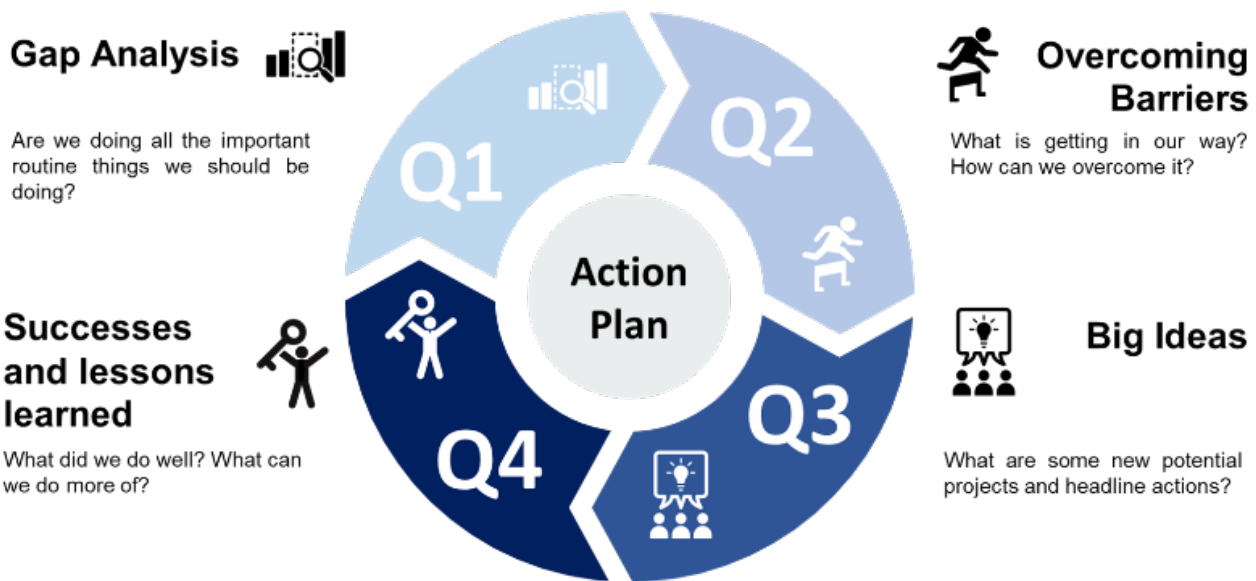 Gap Analysis
Are we doing all the important
routine things we should be
doing?
Q1
Q2
Overcoming
Barriers
What is getting in our way?
How can we overcome it?
Action
Plan
Successes
and lessons
learned
What did we do well? What can
we do more of?
Q4
Q3
Big Ideas
What are some new potential
projects and headline actions?